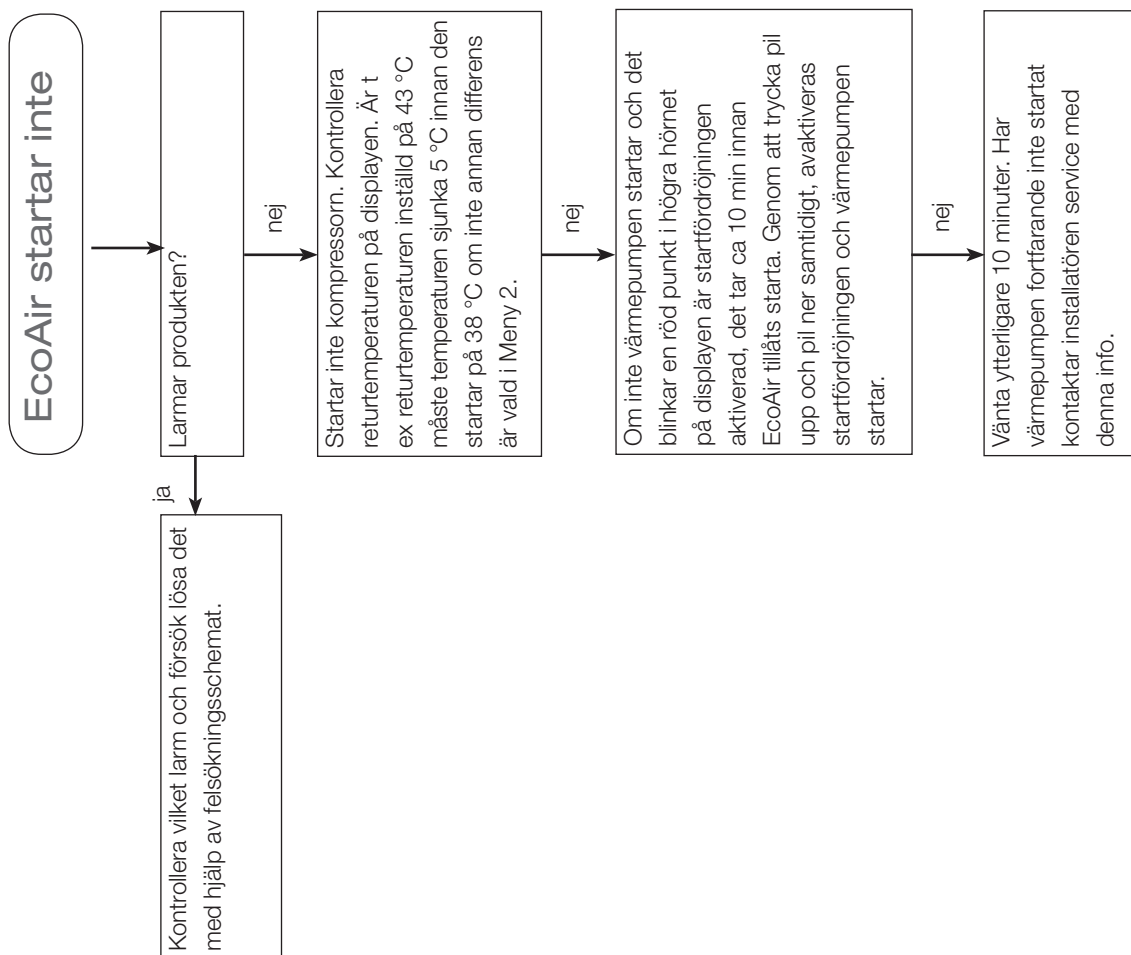 EcoAir startar inte
Larmar produkten?
ja
Kontrollera vilket larm och försök lösa det
med hjälp av felsökningsschemat.
nej
Startar inte kompressorn. Kontrollera
returtemperaturen på displayen. Är t
ex returtemperaturen inställd på 43 °C
måste temperaturen sjunka 5 °C innan den
startar på 38 °C om inte annan differens
är vald i Meny 2.
nej
Om inte värmepumpen startar och det
blinkar en röd punkt i högra hörnet
på displayen är startfördröjningen
aktiverad, det tar ca 10 min innan
EcoAir tillåts starta. Genom att trycka pil
upp och pil ner samtidigt, avaktiveras
startfördröjningen och värmepumpen
startar.
nej
Vänta ytterligare 10 minuter. Har
värmepumpen fortfarande inte startat
kontaktar installatören service med
denna info.